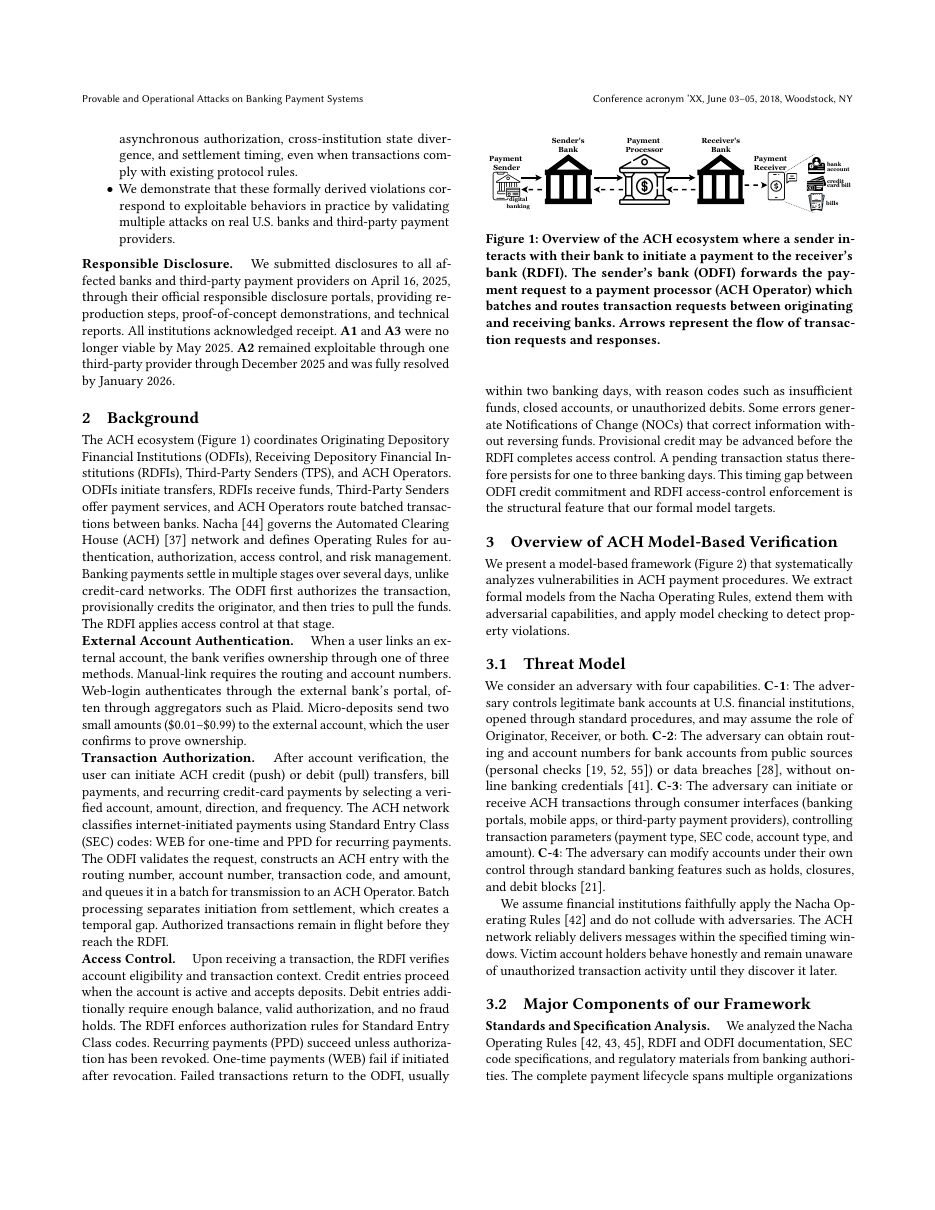 Provable and Operational Attacks on Banking Payment Systems
Conference acronym 'XX, June 03–05, 2018, Woodstock, NY
asynchronous authorization, cross-institution state diver-
gence, and settlement timing, even when transactions com-
ply with existing protocol rules.
• We demonstrate that these formally derived violations cor-
respond to exploitable behaviors in practice by validating
multiple attacks on real U.S. banks and third-party payment
providers.
Responsible Disclosure. We submitted disclosures to all af-
fected banks and third-party payment providers on April 16, 2025,
through their official responsible disclosure portals, providing re-
production steps, proof-of-concept demonstrations, and technical
reports. All institutions acknowledged receipt. A1 and A3 were no
longer viable by May 2025. A2 remained exploitable through one
third-party provider through December 2025 and was fully resolved
by January 2026.
2 Background
The ACH ecosystem (Figure 1) coordinates Originating Depository
Financial Institutions (ODFIs), Receiving Depository Financial In-
stitutions (RDFIs), Third-Party Senders (TPS), and ACH Operators.
ODFIs initiate transfers, RDFIs receive funds, Third-Party Senders
offer payment services, and ACH Operators route batched transac-
tions between banks. Nacha [44] governs the Automated Clearing
House (ACH) [37] network and defines Operating Rules for au-
thentication, authorization, access control, and risk management.
Banking payments settle in multiple stages over several days, unlike
credit-card networks. The ODFI first authorizes the transaction,
provisionally credits the originator, and then tries to pull the funds.
The RDFI applies access control at that stage.
External Account Authentication. When a user links an ex-
ternal account, the bank verifies ownership through one of three
methods. Manual-link requires the routing and account numbers.
Web-login authenticates through the external bank's portal, of-
ten through aggregators such as Plaid. Micro-deposits send two
small amounts ($0.01–$0.99) to the external account, which the user
confirms to prove ownership.
Transaction Authorization. After account verification, the
user can initiate ACH credit (push) or debit (pull) transfers, bill
payments, and recurring credit-card payments by selecting a veri-
fied account, amount, direction, and frequency. The ACH network
classifies internet-initiated payments using Standard Entry Class
(SEC) codes: WEB for one-time and PPD for recurring payments.
The ODFI validates the request, constructs an ACH entry with the
routing number, account number, transaction code, and amount,
and queues it in a batch for transmission to an ACH Operator. Batch
processing separates initiation from settlement, which creates a
temporal gap. Authorized transactions remain in flight before they
reach the RDFI.
Access Control. Upon receiving a transaction, the RDFI verifies
account eligibility and transaction context. Credit entries proceed
when the account is active and accepts deposits. Debit entries addi-
tionally require enough balance, valid authorization, and no fraud
holds. The RDFI enforces authorization rules for Standard Entry
Class codes. Recurring payments (PPD) succeed unless authoriza-
tion has been revoked. One-time payments (WEB) fail if initiated
after revocation. Failed transactions return to the ODFI, usually
Payment
Sender
digital
banking
Sender's
Bank
Payment
Processor
Receiver's
Bank
Payment
Receiver
bank
account
credit
card bill
bills
Figure 1: Overview of the ACH ecosystem where a sender in-
teracts with their bank to initiate a payment to the receiver's
bank (RDFI). The sender's bank (ODFI) forwards the pay-
ment request to a payment processor (ACH Operator) which
batches and routes transaction requests between originating
and receiving banks. Arrows represent the flow of transac-
tion requests and responses.
within two banking days, with reason codes such as insufficient
funds, closed accounts, or unauthorized debits. Some errors gener-
ate Notifications of Change (NOCs) that correct information with-
out reversing funds. Provisional credit may be advanced before the
RDFI completes access control. A pending transaction status there-
fore persists for one to three banking days. This timing gap between
ODFI credit commitment and RDFI access-control enforcement is
the structural feature that our formal model targets.
3 Overview of ACH Model-Based Verification
We present a model-based framework (Figure 2) that systematically
analyzes vulnerabilities in ACH payment procedures. We extract
formal models from the Nacha Operating Rules, extend them with
adversarial capabilities, and apply model checking to detect prop-
erty violations.
3.1 Threat Model
We consider an adversary with four capabilities. C-1: The adver-
sary controls legitimate bank accounts at U.S. financial institutions,
opened through standard procedures, and may assume the role of
Originator, Receiver, or both. C-2: The adversary can obtain rout-
ing and account numbers for bank accounts from public sources
(personal checks [19, 52, 55]) or data breaches [28], without on-
line banking credentials [41]. C-3: The adversary can initiate or
receive ACH transactions through consumer interfaces (banking
portals, mobile apps, or third-party payment providers), controlling
transaction parameters (payment type, SEC code, account type, and
amount). C-4: The adversary can modify accounts under their own
control through standard banking features such as holds, closures,
and debit blocks [21].
We assume financial institutions faithfully apply the Nacha Op-
erating Rules [42] and do not collude with adversaries. The ACH
network reliably delivers messages within the specified timing win-
dows. Victim account holders behave honestly and remain unaware
of unauthorized transaction activity until they discover it later.
3.2 Major Components of our Framework
Standards and Specification Analysis. We analyzed the Nacha
Operating Rules [42, 43, 45], RDFI and ODFI documentation, SEC
code specifications, and regulatory materials from banking authori-
ties. The complete payment lifecycle spans multiple organizations